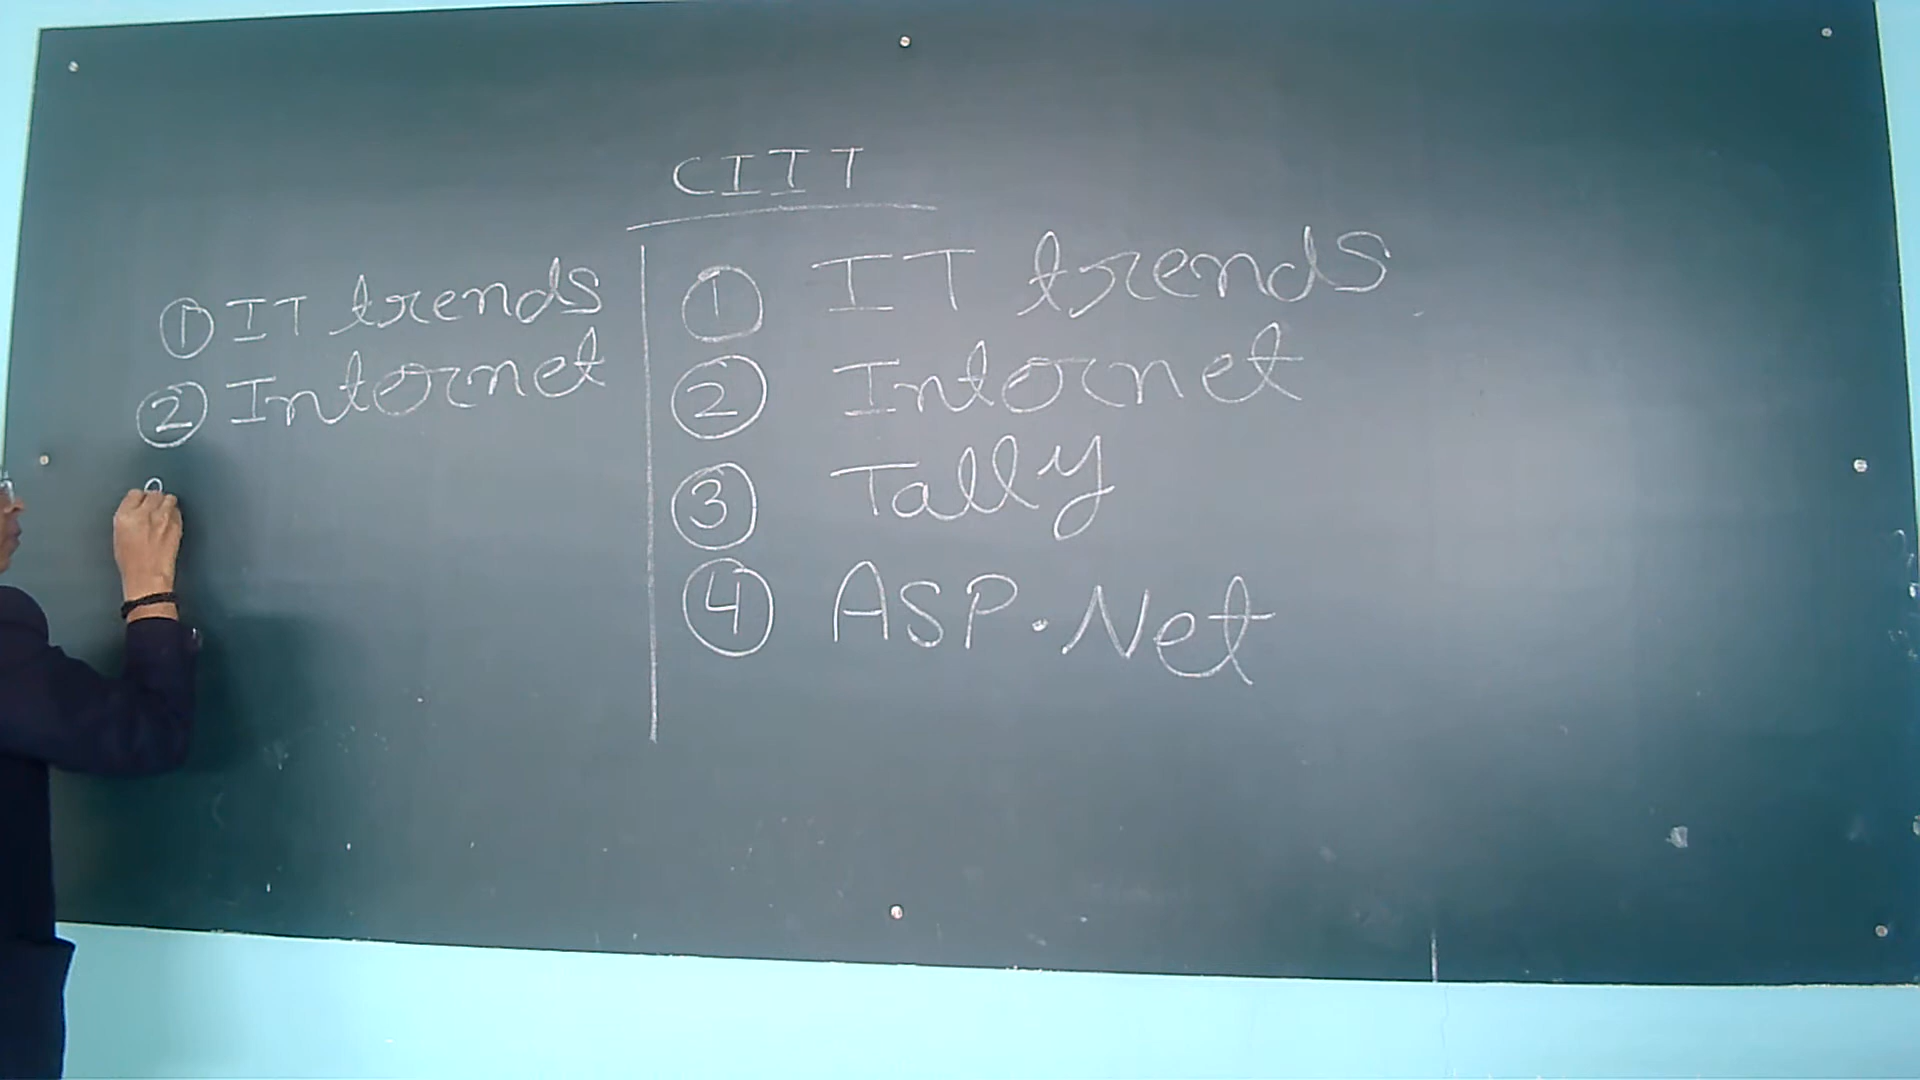 CITT
① IT trends
② Internet
① IT trends
② Internet
③ Tally
④ ASP.Net